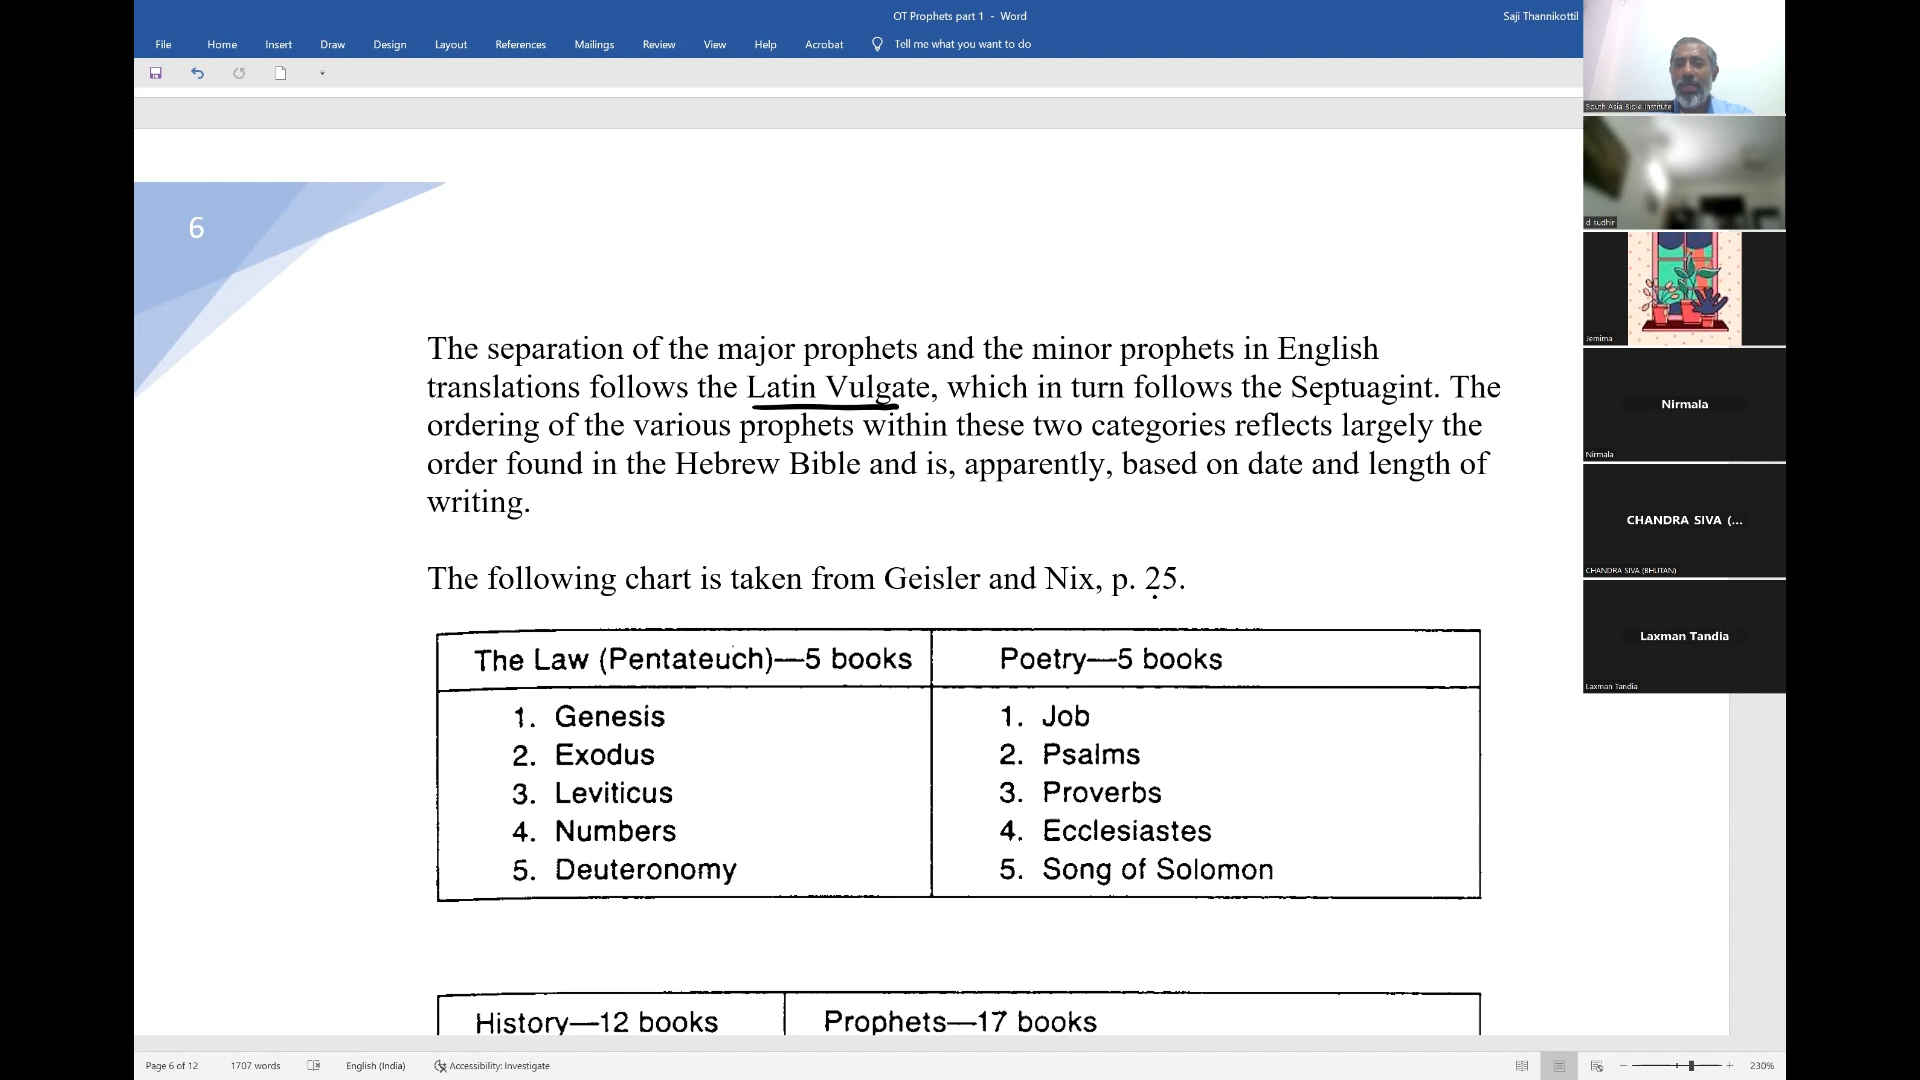 OT Prophets part 1 - Word
Saji Thannikottil
File Home Insert Draw Design Layout References Mailings Review View Help Acrobat Tell me what you want to do
6
The separation of the major prophets and the minor prophets in English
translations follows the Latin Vulgate, which in turn follows the Septuagint. The
ordering of the various prophets within these two categories reflects largely the
order found in the Hebrew Bible and is, apparently, based on date and length of
writing.
The following chart is taken from Geisler and Nix, p. 25.
The Law (Pentateuch)—5 books
1. Genesis
2. Exodus
3. Leviticus
4. Numbers
5. Deuteronomy
Poetry—5 books
1. Job
2. Psalms
3. Proverbs
4. Ecclesiastes
5. Song of Solomon
History—12 books
Prophets—17 books
South Asia Bible Institute
d sudhir
Jemima
Nirmala
Nirmala
CHANDRA SIVA (...
CHANDRA SIVA (BHUTAN)
Laxman Tandia
Laxman Tandia
Page 6 of 12 1707 words English (India) Accessibility: Investigate
230%